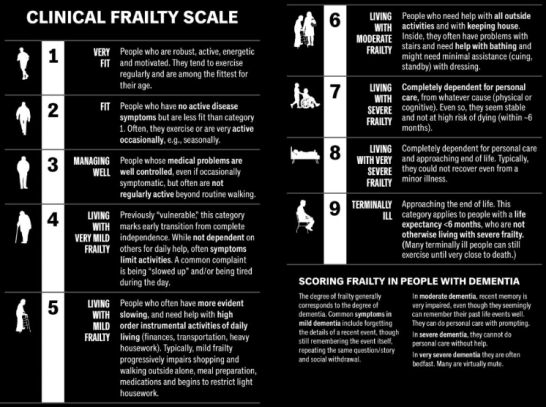 CLINICAL FRAILTY SCALE
1
VERY
FIT
People who are robust, active, energetic
and motivated. They tend to exercise
regularly and are among the fittest for
their age.
2
FIT
People who have no active disease
symptoms but are less fit than category
1. Often, they exercise or are very active
occasionally, e.g., seasonally.
3
MANAGING
WELL
People whose medical problems are
well controlled, even if occasionally
symptomatic, but often are not
regularly active beyond routine walking.
4
LIVING
WITH
VERY MILD
FRAILTY
Previously “vulnerable,” this category
marks early transition from complete
independence. While not dependent on
others for daily help, often symptoms
limit activities. A common complaint
is being “slowed up” and/or being tired
during the day.
5
LIVING
WITH
MILD
FRAILTY
People who often have more evident
slowing, and need help with high
order instrumental activities of daily
living (finances, transportation, heavy
housework). Typically, mild frailty
progressively impairs shopping and
walking outside alone, meal preparation,
medications and begins to restrict light
housework.
6
LIVING
WITH
MODERATE
FRAILTY
People who need help with all outside
activities and with keeping house.
Inside, they often have problems with
stairs and need help with bathing and
might need minimal assistance (cuing,
standby) with dressing.
7
LIVING
WITH
SEVERE
FRAILTY
Completely dependent for personal
care, from whatever cause (physical or
cognitive). Even so, they seem stable
and not at high risk of dying (within ~6
months).
8
LIVING
WITH VERY
SEVERE
FRAILTY
Completely dependent for personal care
and approaching end of life. Typically,
they could not recover even from a
minor illness.
9
TERMINALLY
ILL
Approaching the end of life. This
category applies to people with a life
expectancy <6 months, who are not
otherwise living with severe frailty.
(Many terminally ill people can still
exercise until very close to death.)
SCORING FRAILTY IN PEOPLE WITH DEMENTIA
The degree of frailty generally
corresponds to the degree of
dementia. Common symptoms in
mild dementia include forgetting
the details of a recent event, though
still remembering the event itself,
repeating the same question/story
and social withdrawal.
In moderate dementia, recent memory is
very impaired, even though they seemingly
can remember their past life events well.
They can do personal care with prompting.
In severe dementia, they cannot do
personal care without help.
In very severe dementia they are often
bedfast. Many are virtually mute.